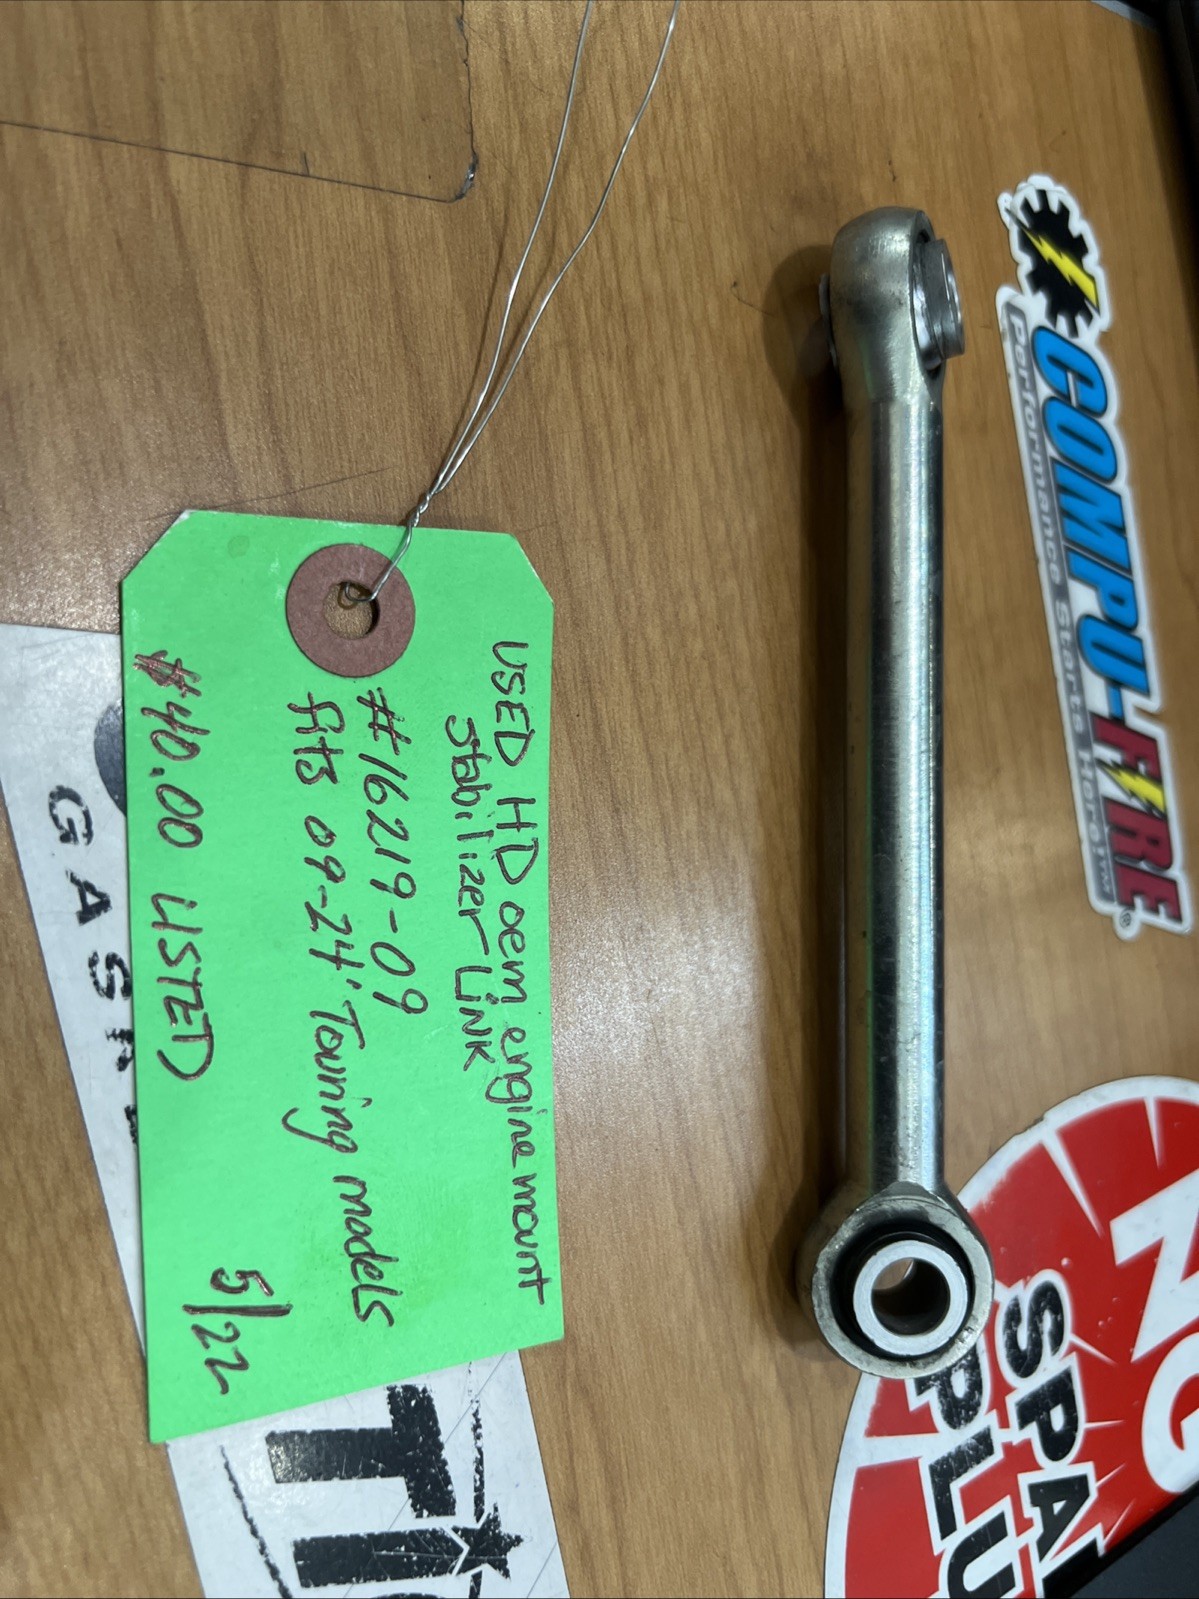 USED HD oem engine mount
stabilizer LINK
#16219-09
fits 09-24' Touring models
$40.00 LISTED
5/22
COMPU-FIRE®
Performance Starts Here!
SPA
PLU
GAS